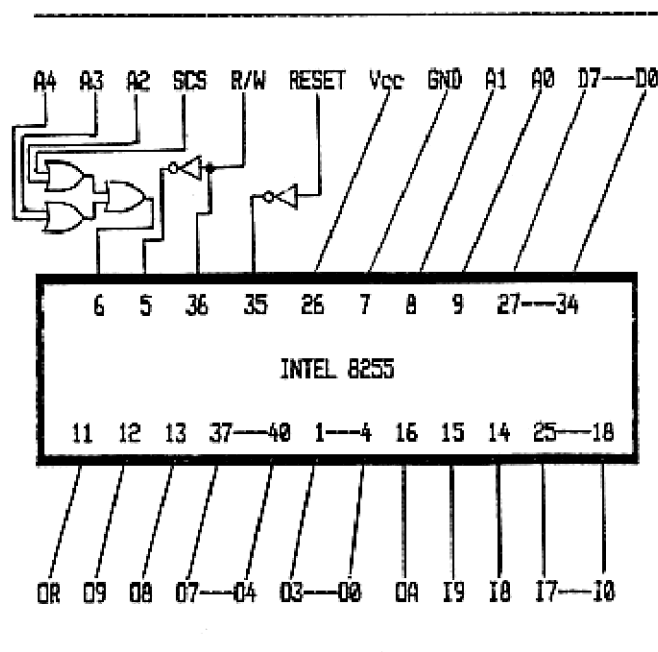 A4 A3 A2 SCS R/W RESET Vcc GND A1 A0 D7---D0
6 5 36 35 26 7 8 9 27---34
INTEL 8255
11 12 13 37---40 1---4 16 15 14 25---18
OR O9 O8 O7---O4 O3---O0 OA I9 I8 I7---I0